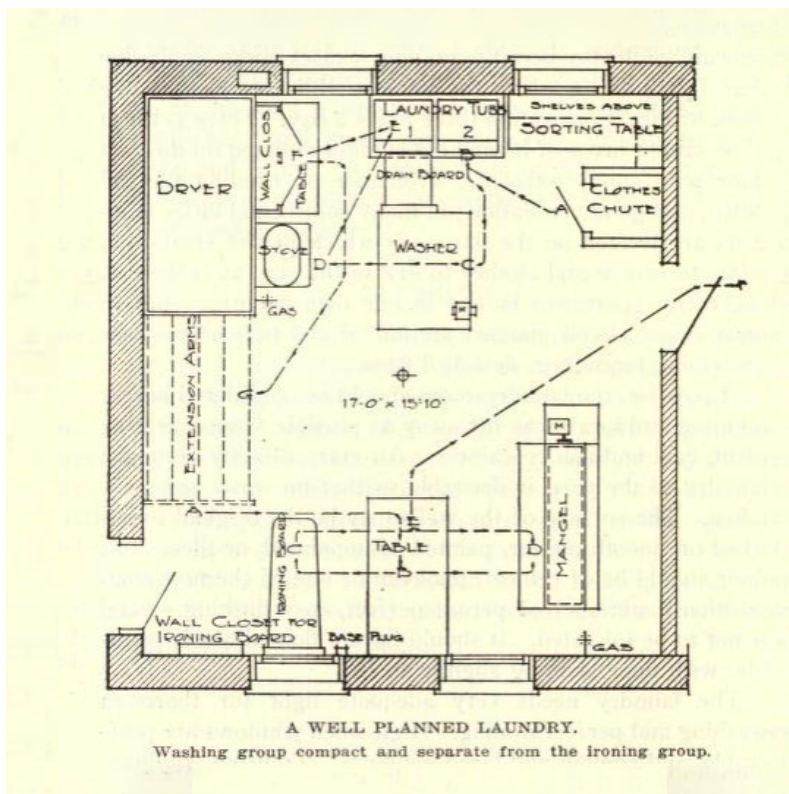 LAUNDRY TUBS
1 2
SHELVES ABOVE
SORTING TABLE
WALL CLOS
TABLE
F
E
B
DRYER
DRAIN BOARD
CLOTHES
CHUTE
A
STOVE
D
WASHER
C
GAS
M
EXTENSION ARMS
G
17'-0" x 15'-10"
M
A
IRONING BOARD
C
TABLE
E
B
D
MANGEL
WALL CLOSET FOR
IRONING BOARD
BASE PLUG
GAS
A WELL PLANNED LAUNDRY.
Washing group compact and separate from the ironing group.